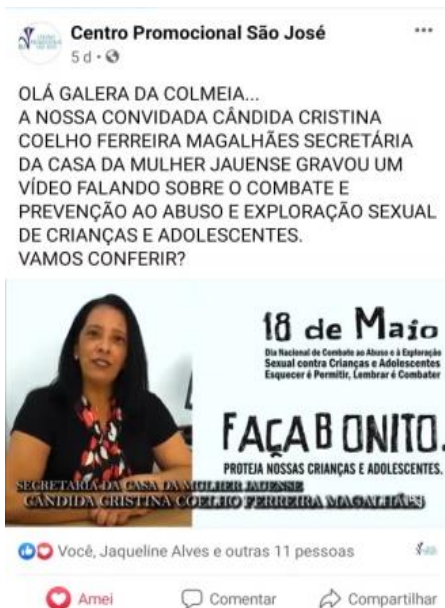 Centro Promocional São José
5 d
OLÁ GALERA DA COLMEIA...
A NOSSA CONVIDADA CÂNDIDA CRISTINA
COELHO FERREIRA MAGALHÃES SECRETÁRIA
DA CASA DA MULHER JAUENSE GRAVOU UM
VÍDEO FALANDO SOBRE O COMBATE E
PREVENÇÃO AO ABUSO E EXPLORAÇÃO SEXUAL
DE CRIANÇAS E ADOLESCENTES.
VAMOS CONFERIR?
18 de Maio
Dia Nacional de Combate ao Abuso e à Exploração
Sexual contra Crianças e Adolescentes
Esquecer é Permitir, Lembrar é Combater
FAÇA BONITO.
PROTEJA NOSSAS CRIANÇAS E ADOLESCENTES.
SECRETARIA DA CASA DA MULHER JAUENSE
CANDIDA CRISTINA COELHO FERREIRA MAGALHÃES
Você, Jaqueline Alves e outras 11 pessoas
Amei
Comentar
Compartilhar